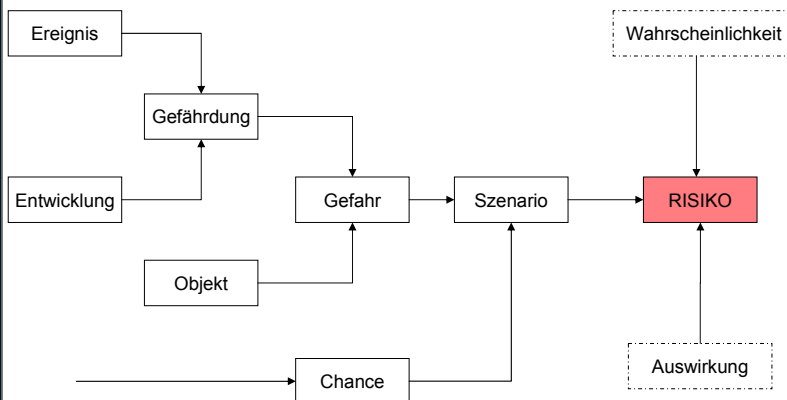 Ereignis
Wahrscheinlichkeit
Gefährdung
Entwicklung
Gefahr
Szenario
RISIKO
Objekt
Auswirkung
Chance